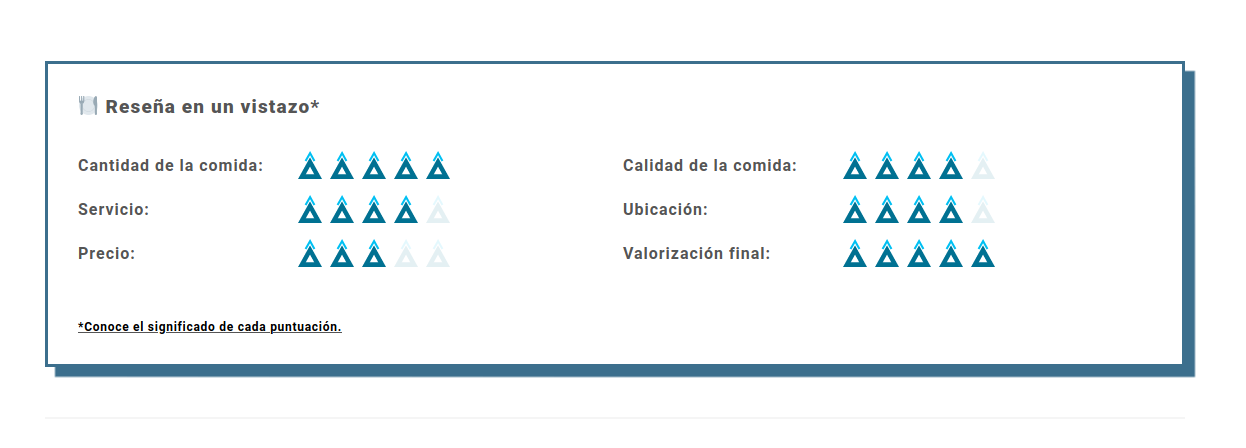 Reseña en un vistazo*
Cantidad de la comida:
Calidad de la comida:
Servicio:
Ubicación:
Precio:
Valorización final:
*Conoce el significado de cada puntuación.